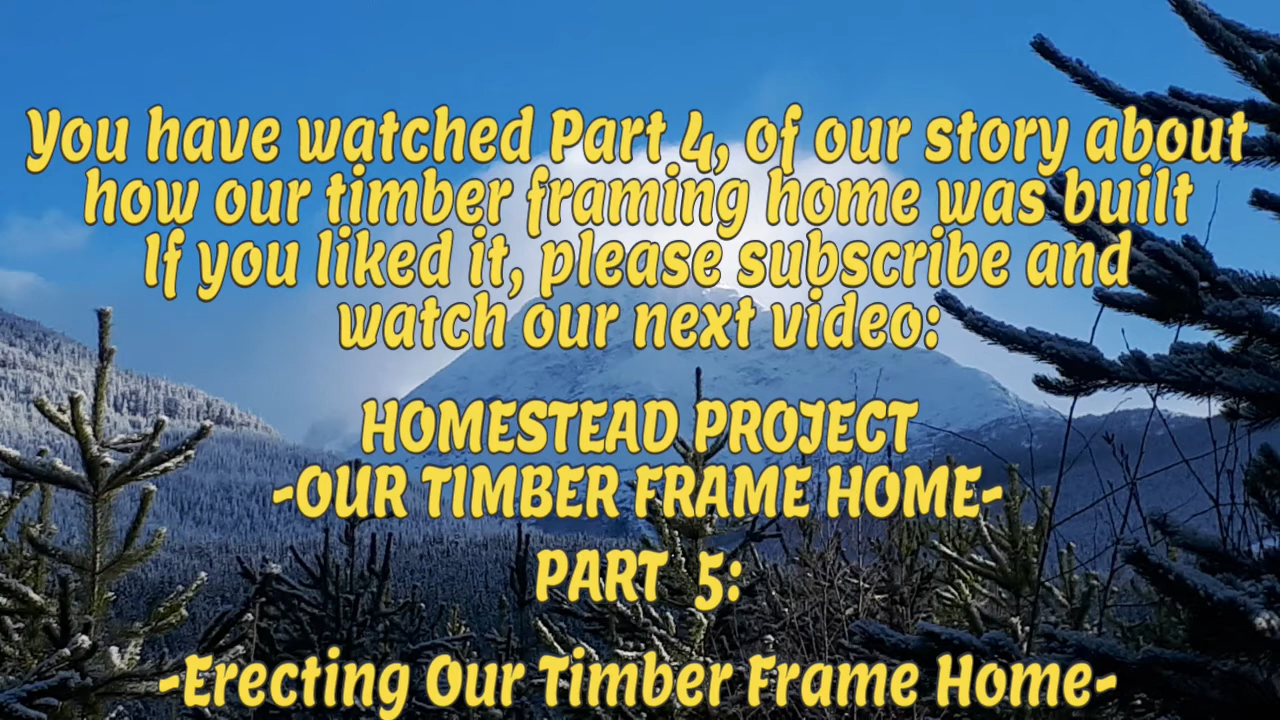 You have watched Part 4, of our story about
how our timber framing home was built
If you liked it, please subscribe and
watch our next video:
HOMESTEAD PROJECT
-OUR TIMBER FRAME HOME-
PART 5:
-Erecting Our Timber Frame Home-